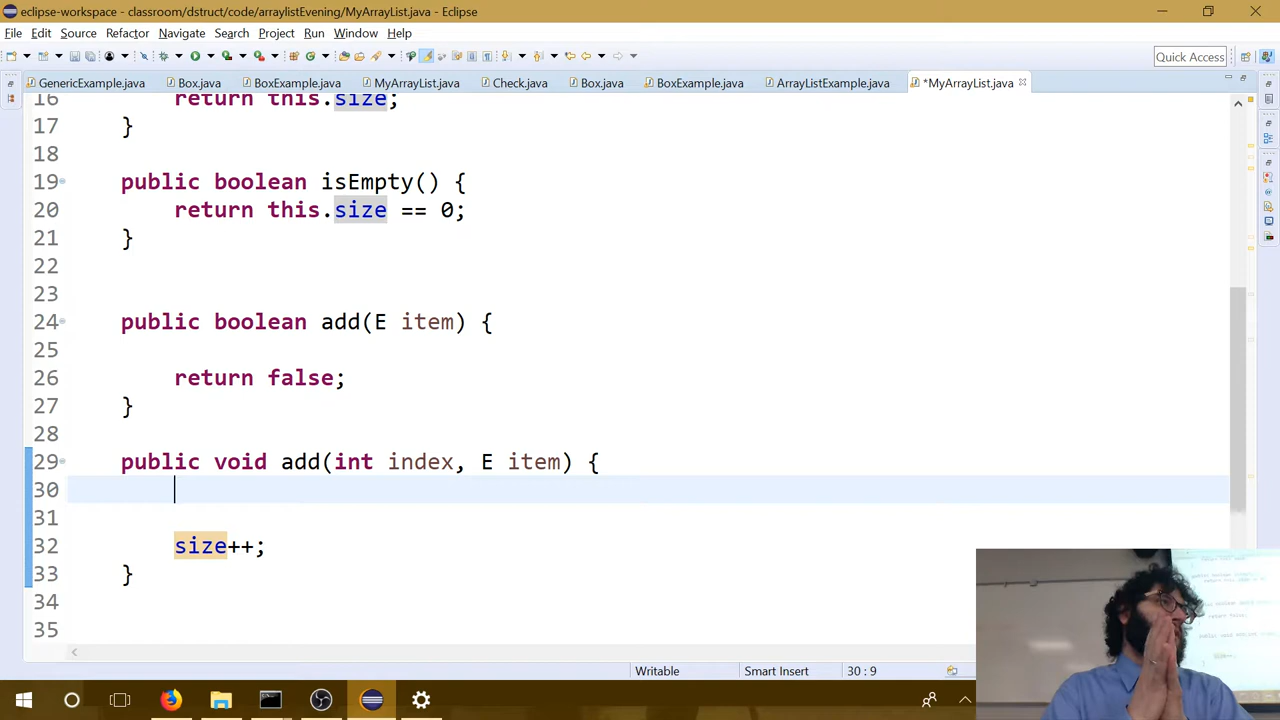 eclipse-workspace - classroom/dstruct/code/arraylistEvening/MyArrayList.java - Eclipse
File Edit Source Refactor Navigate Search Project Run Window Help
Quick Access
GenericExample.java Box.java BoxExample.java MyArrayList.java Check.java Box.java BoxExample.java ArrayListExample.java *MyArrayList.java
16 return this.size;
17 }
18
19 public boolean isEmpty() {
20 return this.size == 0;
21 }
22
23
24 public boolean add(E item) {
25
26 return false;
27 }
28
29 public void add(int index, E item) {
30
31
32 size++;
33 }
34
35
Writable Smart Insert 30 : 9